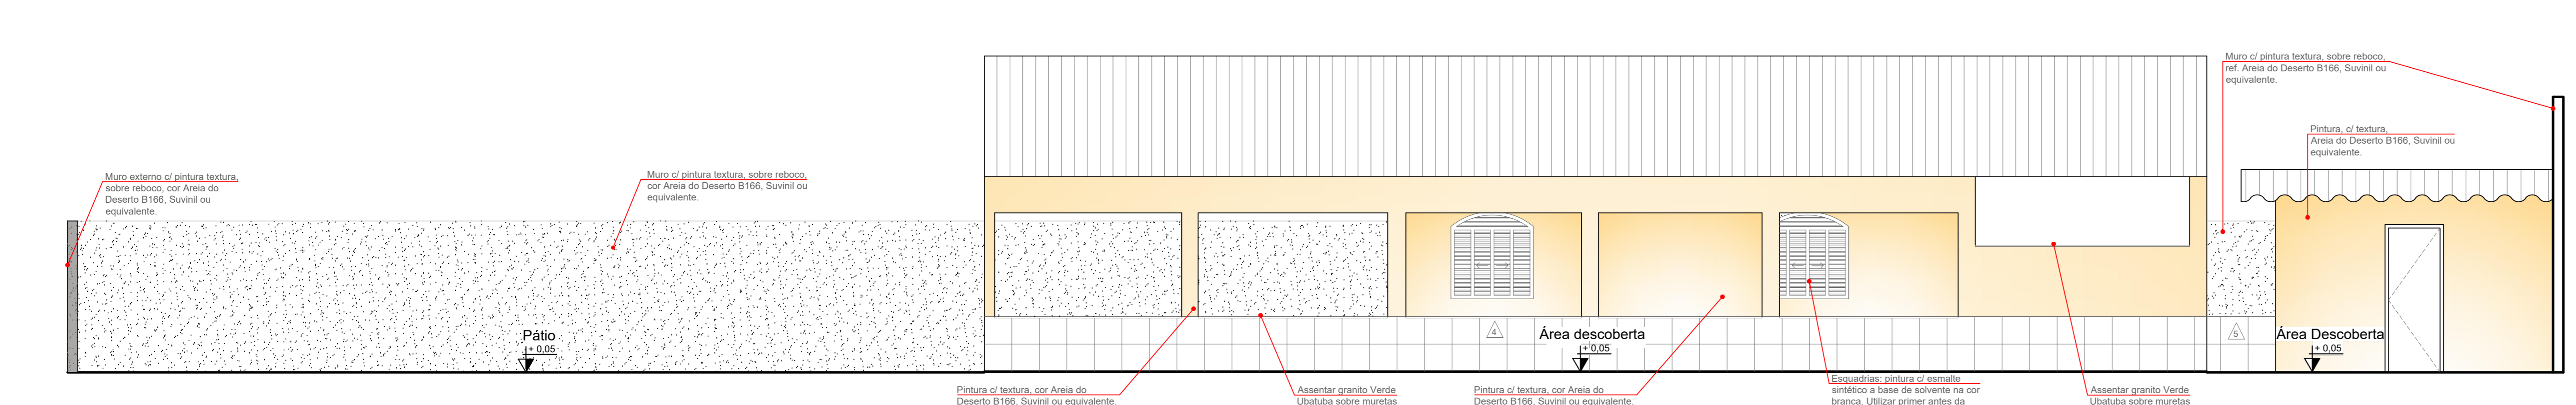 Muro c/ pintura textura, sobre reboco,
ref. Areia do Deserto B166, Suvinil ou
equivalente.
Pintura, c/ textura,
Areia do Deserto B166, Suvinil ou
equivalente.
Muro externo c/ pintura textura,
sobre reboco, cor Areia do
Deserto B166, Suvinil ou
equivalente.
Muro c/ pintura textura, sobre reboco,
cor Areia do Deserto B166, Suvinil ou
equivalente.
Pátio
+ 0,05
4
Área descoberta
+ 0,05
5
Área Descoberta
+ 0,05
Pintura c/ textura, cor Areia do
Deserto B166, Suvinil ou equivalente.
Assentar granito Verde
Ubatuba sobre muretas
Pintura c/ textura, cor Areia do
Deserto B166, Suvinil ou equivalente.
Esquadrias: pintura c/ esmalte
sintético a base de solvente na cor
branca. Utilizar primer antes da
Assentar granito Verde
Ubatuba sobre muretas